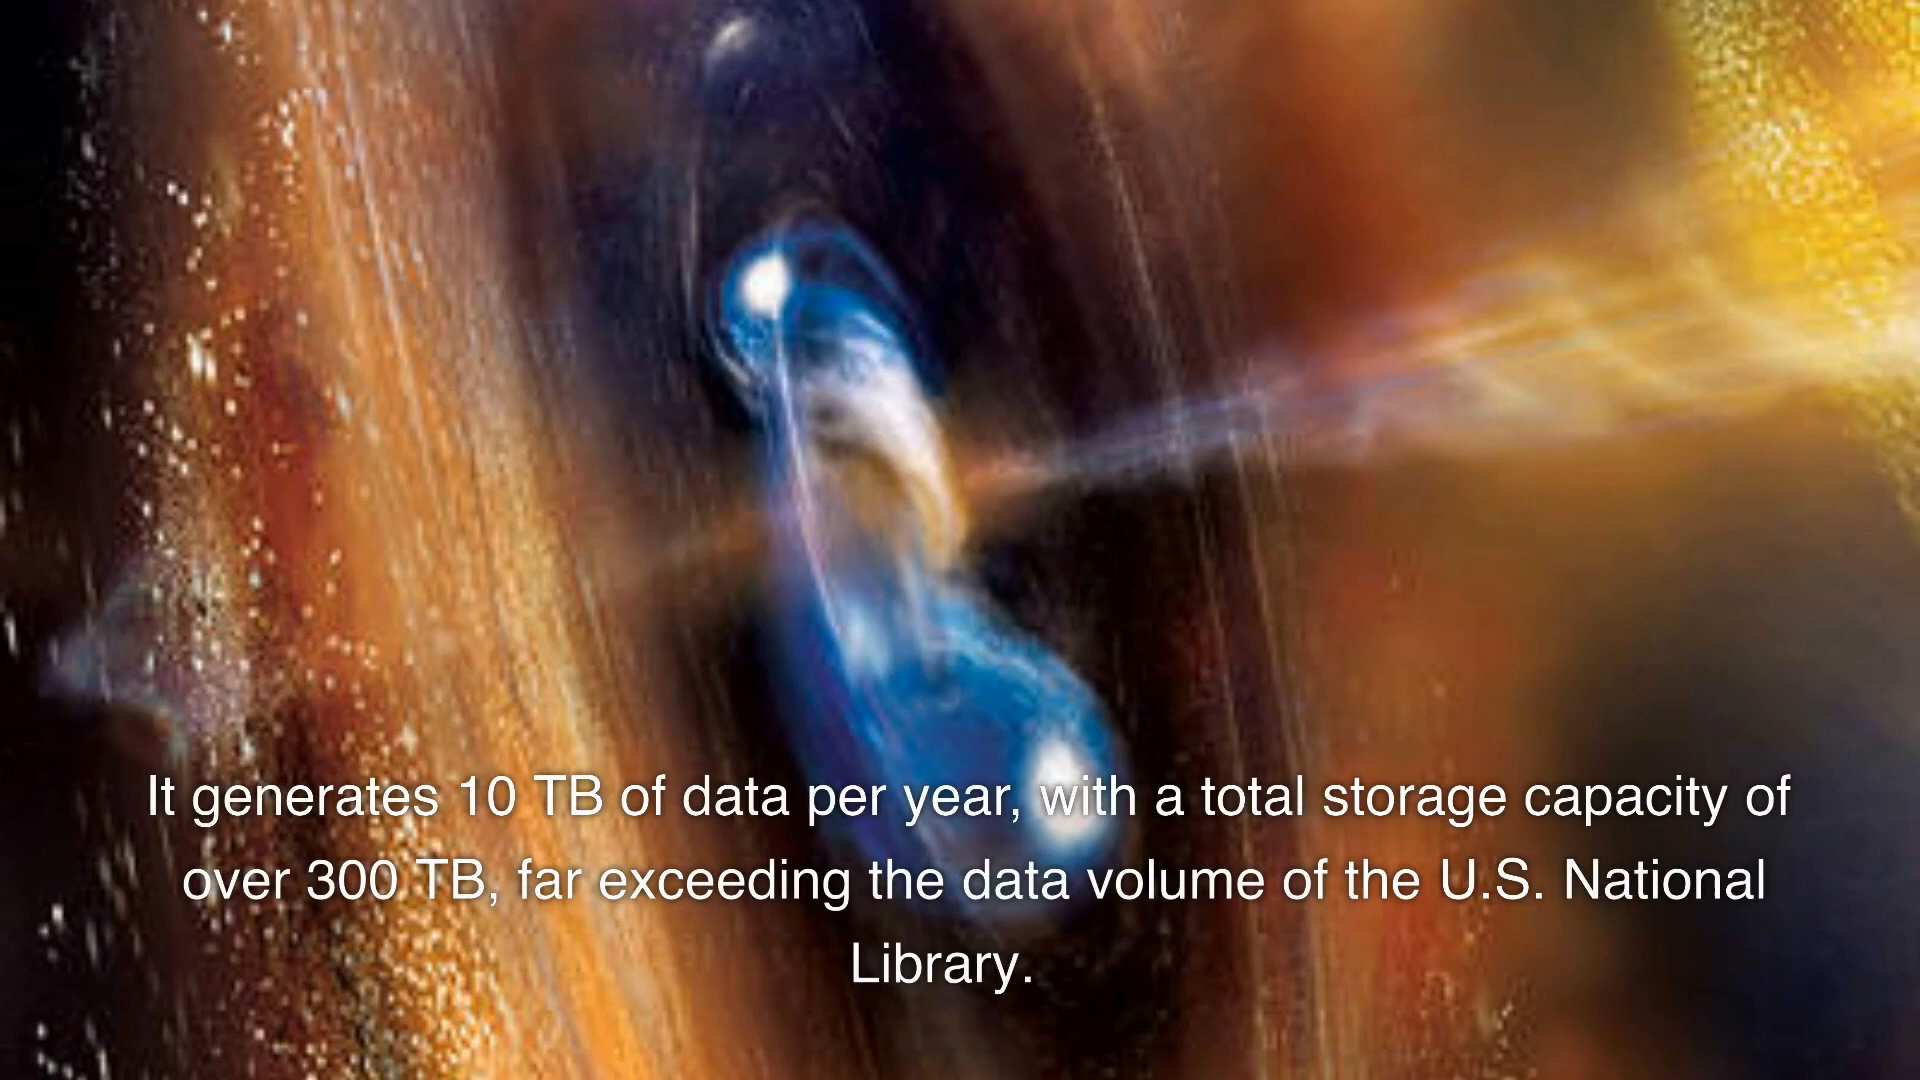 It generates 10 TB of data per year, with a total storage capacity of
over 300 TB, far exceeding the data volume of the U.S. National
Library.